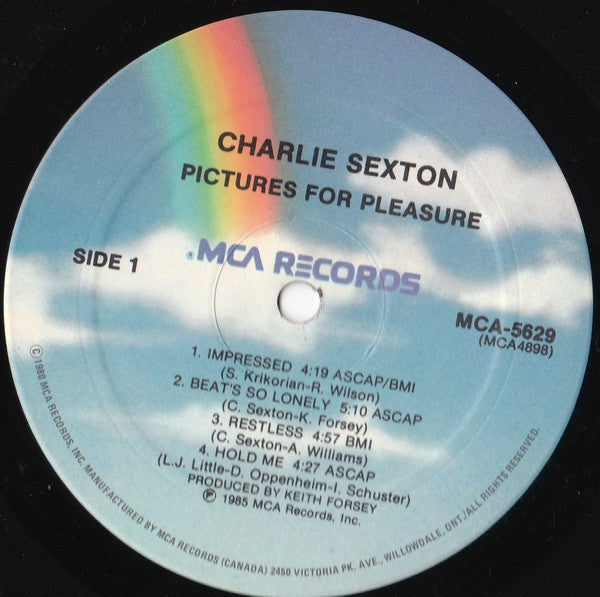 CHARLIE SEXTON
PICTURES FOR PLEASURE
SIDE 1
®MCA RECORDS
MCA-5629
(MCA4898)
1. IMPRESSED 4:19 ASCAP/BMI
(S. Krikorian-R. Wilson)
2. BEAT'S SO LONELY 5:10 ASCAP
(C. Sexton-K. Forsey)
3. RESTLESS 4:57 BMI
(C. Sexton-A. Williams)
4. HOLD ME 4:27 ASCAP
(L.J. Little-D. Oppenheim-I. Schuster)
PRODUCED BY KEITH FORSEY
℗ 1985 MCA Records, Inc.
©1980 MCA RECORDS, INC. MANUFACTURED BY MCA RECORDS (CANADA) 2450 VICTORIA PK. AVE., WILLOWDALE, ONT./ALL RIGHTS RESERVED.